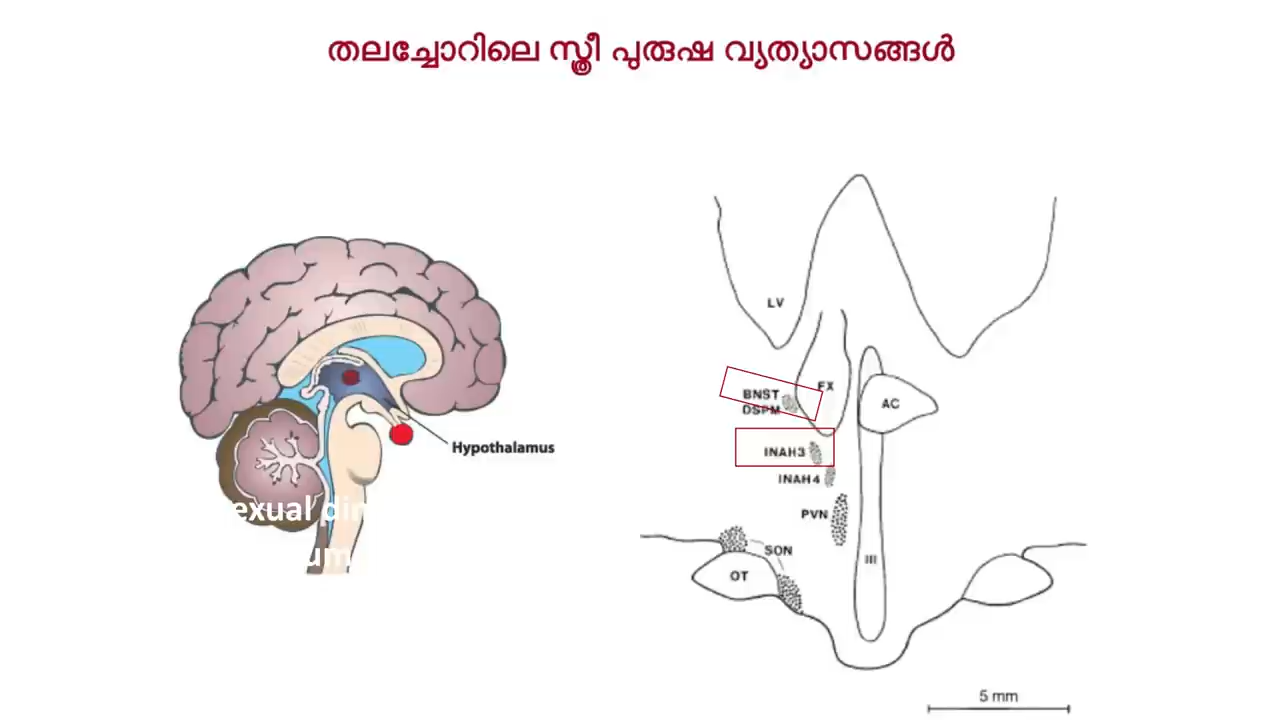 തലച്ചോറിലെ സ്ത്രീ പുരുഷ വ്യത്യാസങ്ങൾ
Hypothalamus
LV
FX
BNST
DSPM
AC
INAH3
INAH4
PVN
SON
OT
III
5 mm